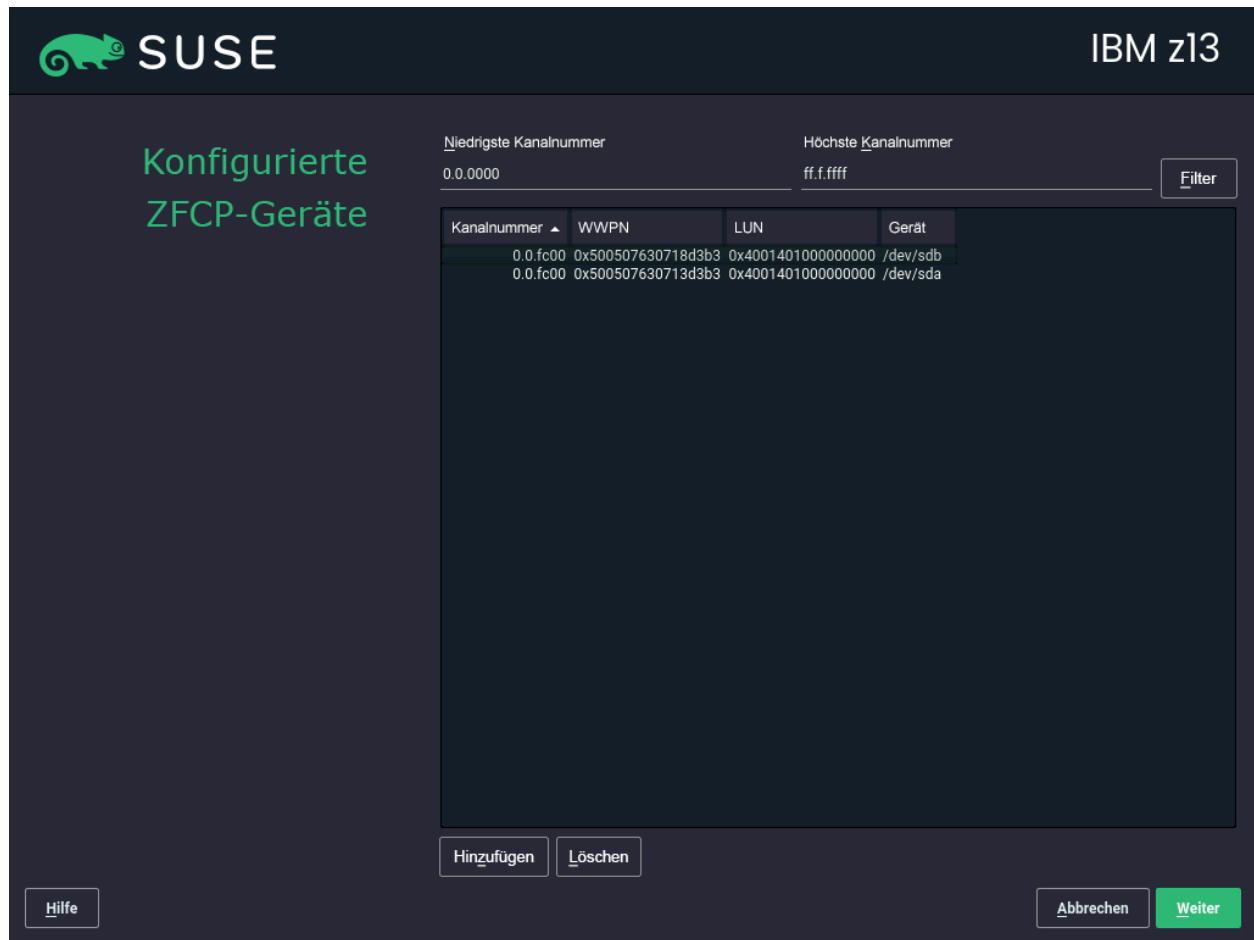 SUSE
IBM z13
Konfigurierte
ZFCP-Geräte
Niedrigste Kanalnummer
Höchste Kanalnummer
0.0.0000
ff.f.ffff
Filter
Kanalnummer WWPN LUN Gerät
0.0.fc00 0x500507630718d3b3 0x4001401000000000 /dev/sdb
0.0.fc00 0x500507630713d3b3 0x4001401000000000 /dev/sda
Hinzufügen Löschen
Hilfe
Abbrechen
Weiter